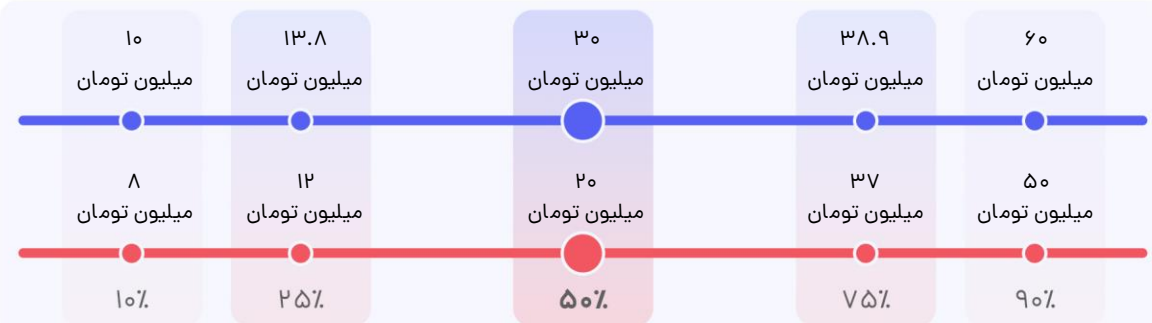 ۱۰ ۱۳.۸ ۳۰ ۳۸.۹ ۶۰
میلیون تومان میلیون تومان میلیون تومان میلیون تومان میلیون تومان
۸ ۱۲ ۲۰ ۳۷ ۵۰
میلیون تومان میلیون تومان میلیون تومان میلیون تومان میلیون تومان
۱۰٪ ۲۵٪ ۵۰٪ ۷۵٪ ۹۰٪